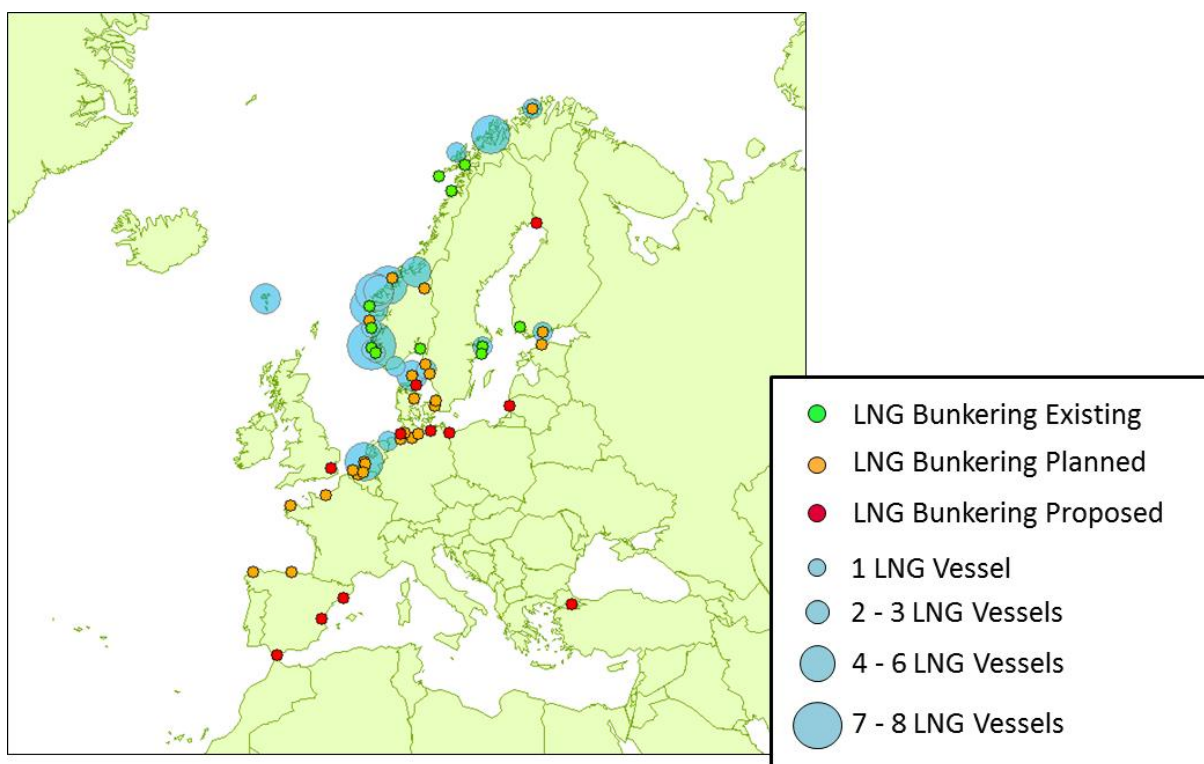 LNG Bunkering Existing
LNG Bunkering Planned
LNG Bunkering Proposed
1 LNG Vessel
2 - 3 LNG Vessels
4 - 6 LNG Vessels
7 - 8 LNG Vessels